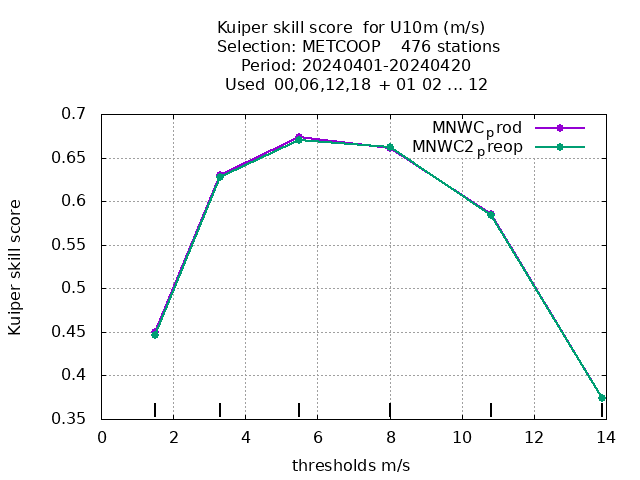 Kuiper skill score  for U10m (m/s)
Selection: METCOOP    476 stations
Period: 20240401-20240420
Used  00,06,12,18 + 01 02 ... 12
MNWC_prod
MNWC2_preop
0.7
0.65
0.6
0.55
0.5
0.45
0.4
0.35
Kuiper skill score
0 2 4 6 8 10 12 14
thresholds m/s